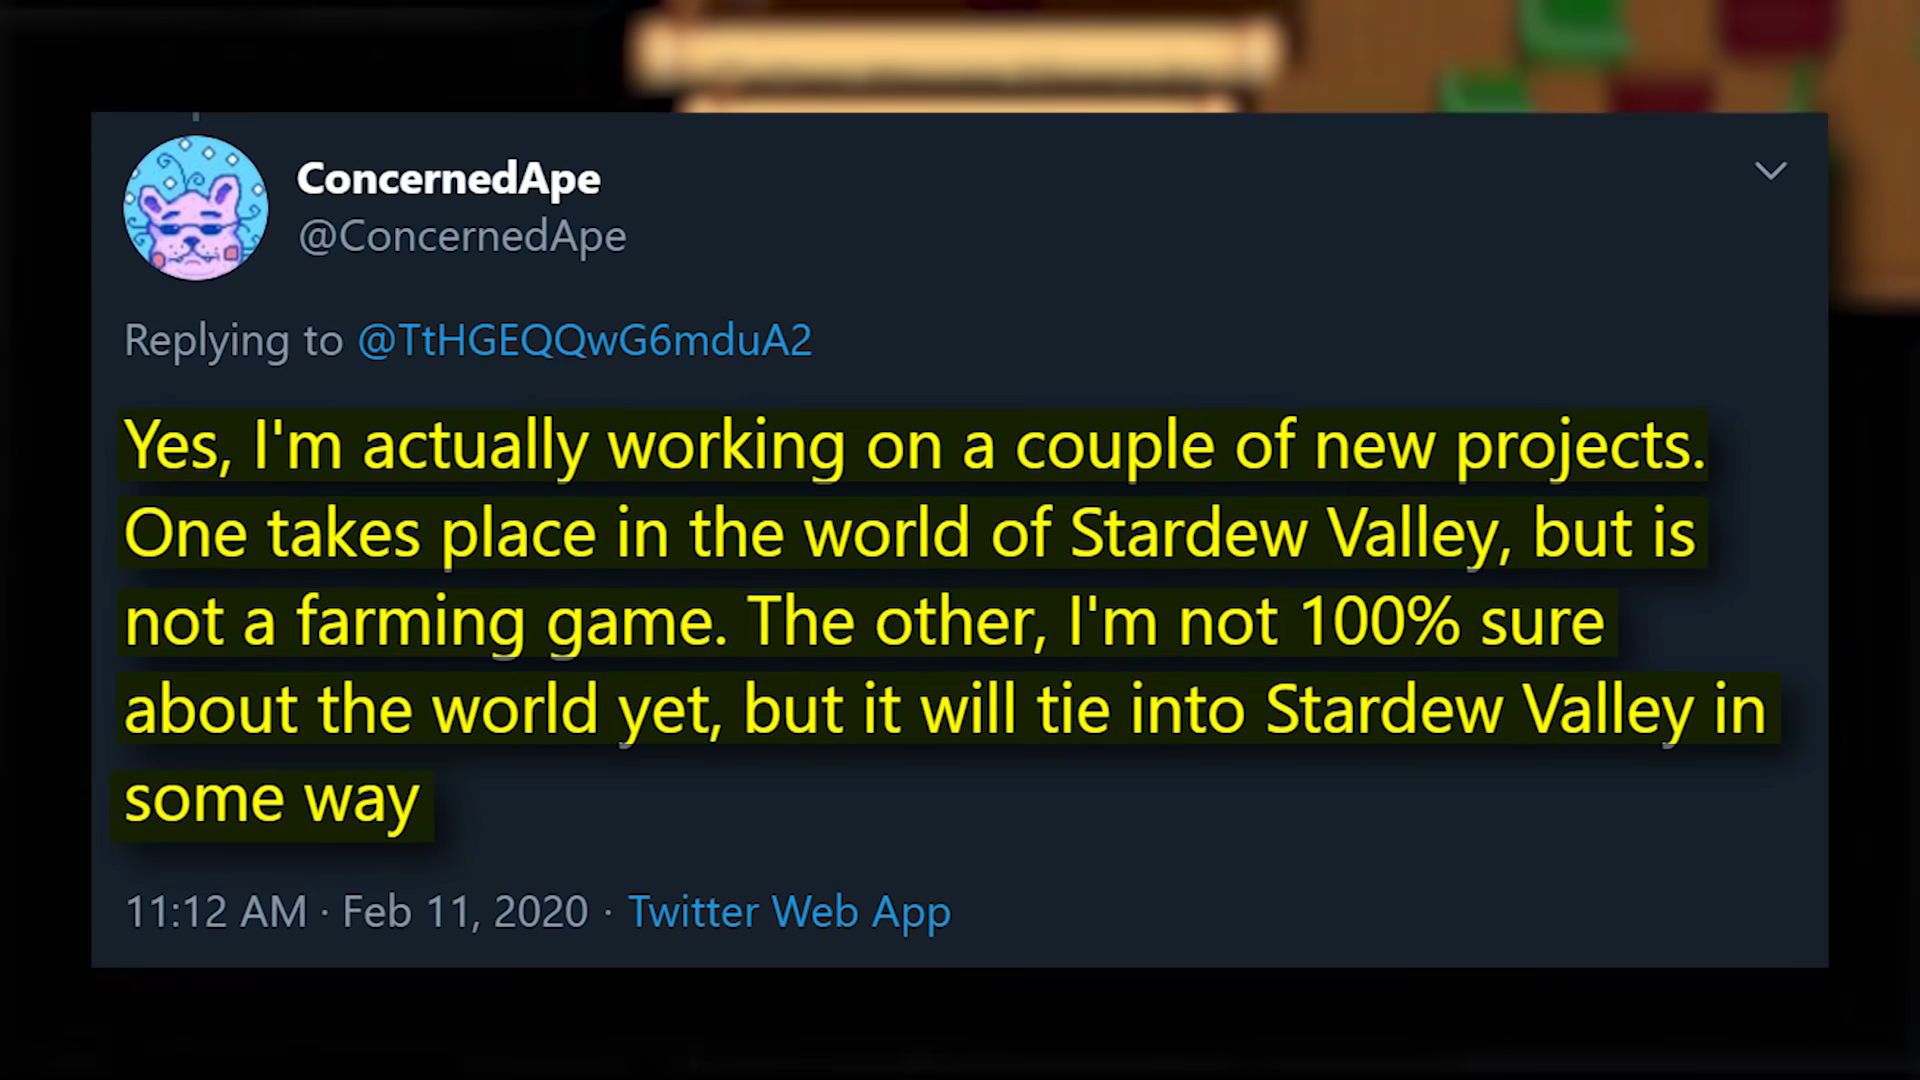 ConcernedApe
@ConcernedApe
Replying to @TtHGEQQwG6mduA2
Yes, I'm actually working on a couple of new projects.
One takes place in the world of Stardew Valley, but is
not a farming game. The other, I'm not 100% sure
about the world yet, but it will tie into Stardew Valley in
some way
11:12 AM · Feb 11, 2020 · Twitter Web App